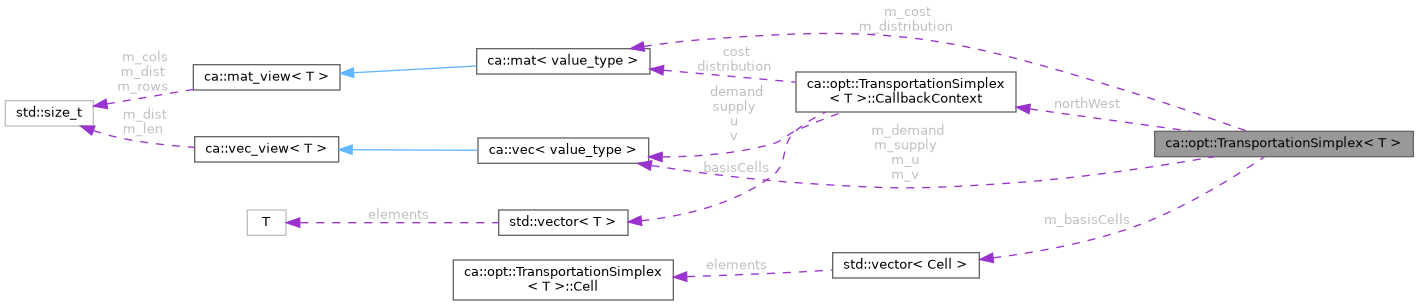 m_cost
m_distribution
m_cols
m_dist
m_rows
cost
distribution
ca::mat< value_type >
ca::mat_view< T >
ca::opt::TransportationSimplex
< T >::CallbackContext
northWest
std::size_t
m_dist
m_len
demand
supply
u
v
m_demand
m_supply
m_u
m_v
ca::opt::TransportationSimplex< T >
ca::vec_view< T >
ca::vec< value_type >
basisCells
T
elements
std::vector< T >
m_basisCells
ca::opt::TransportationSimplex
< T >::Cell
elements
std::vector< Cell >